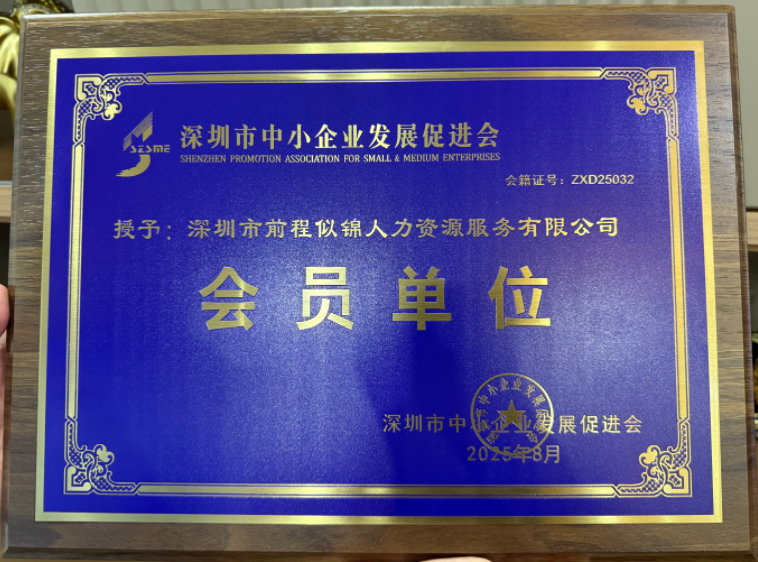 SZSME
深圳市中小企业发展促进会
SHENZHEN PROMOTION ASSOCIATION FOR SMALL & MEDIUM ENTERPRISES
会籍证号：ZXD25032
授予：深圳市前程似锦人力资源服务有限公司
会员单位
深圳市中小企业发展促进会
2025年8月